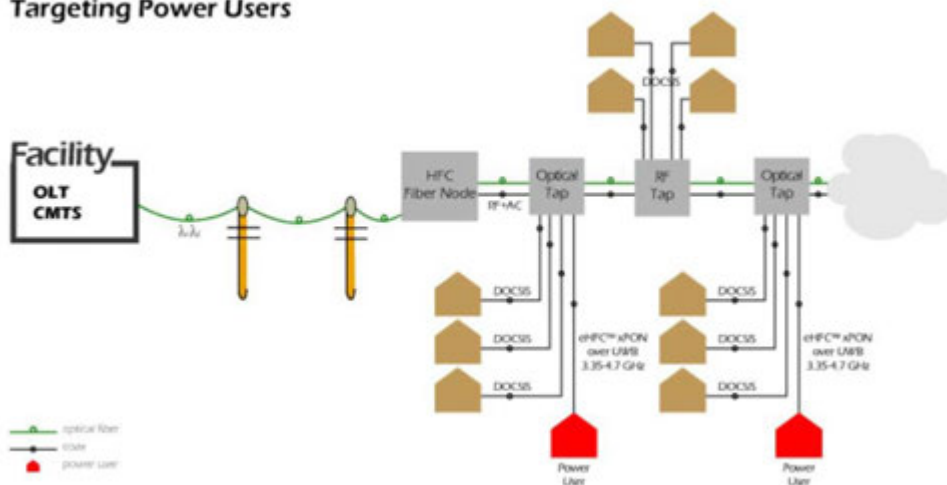 Targeting Power Users
DOCSIS
Facility
OLT
CMTS
HFC
Fiber Node
Optical
Tap
RF
Tap
Optical
Tap
RF+AC
DOCSIS
DOCSIS
DOCSIS
eHFC™ xPON
over UWB
3.35-4.7 GHz
DOCSIS
DOCSIS
DOCSIS
eHFC™ xPON
over UWB
3.35-4.7 GHz
optical fiber
power user
Power
User
Power
User